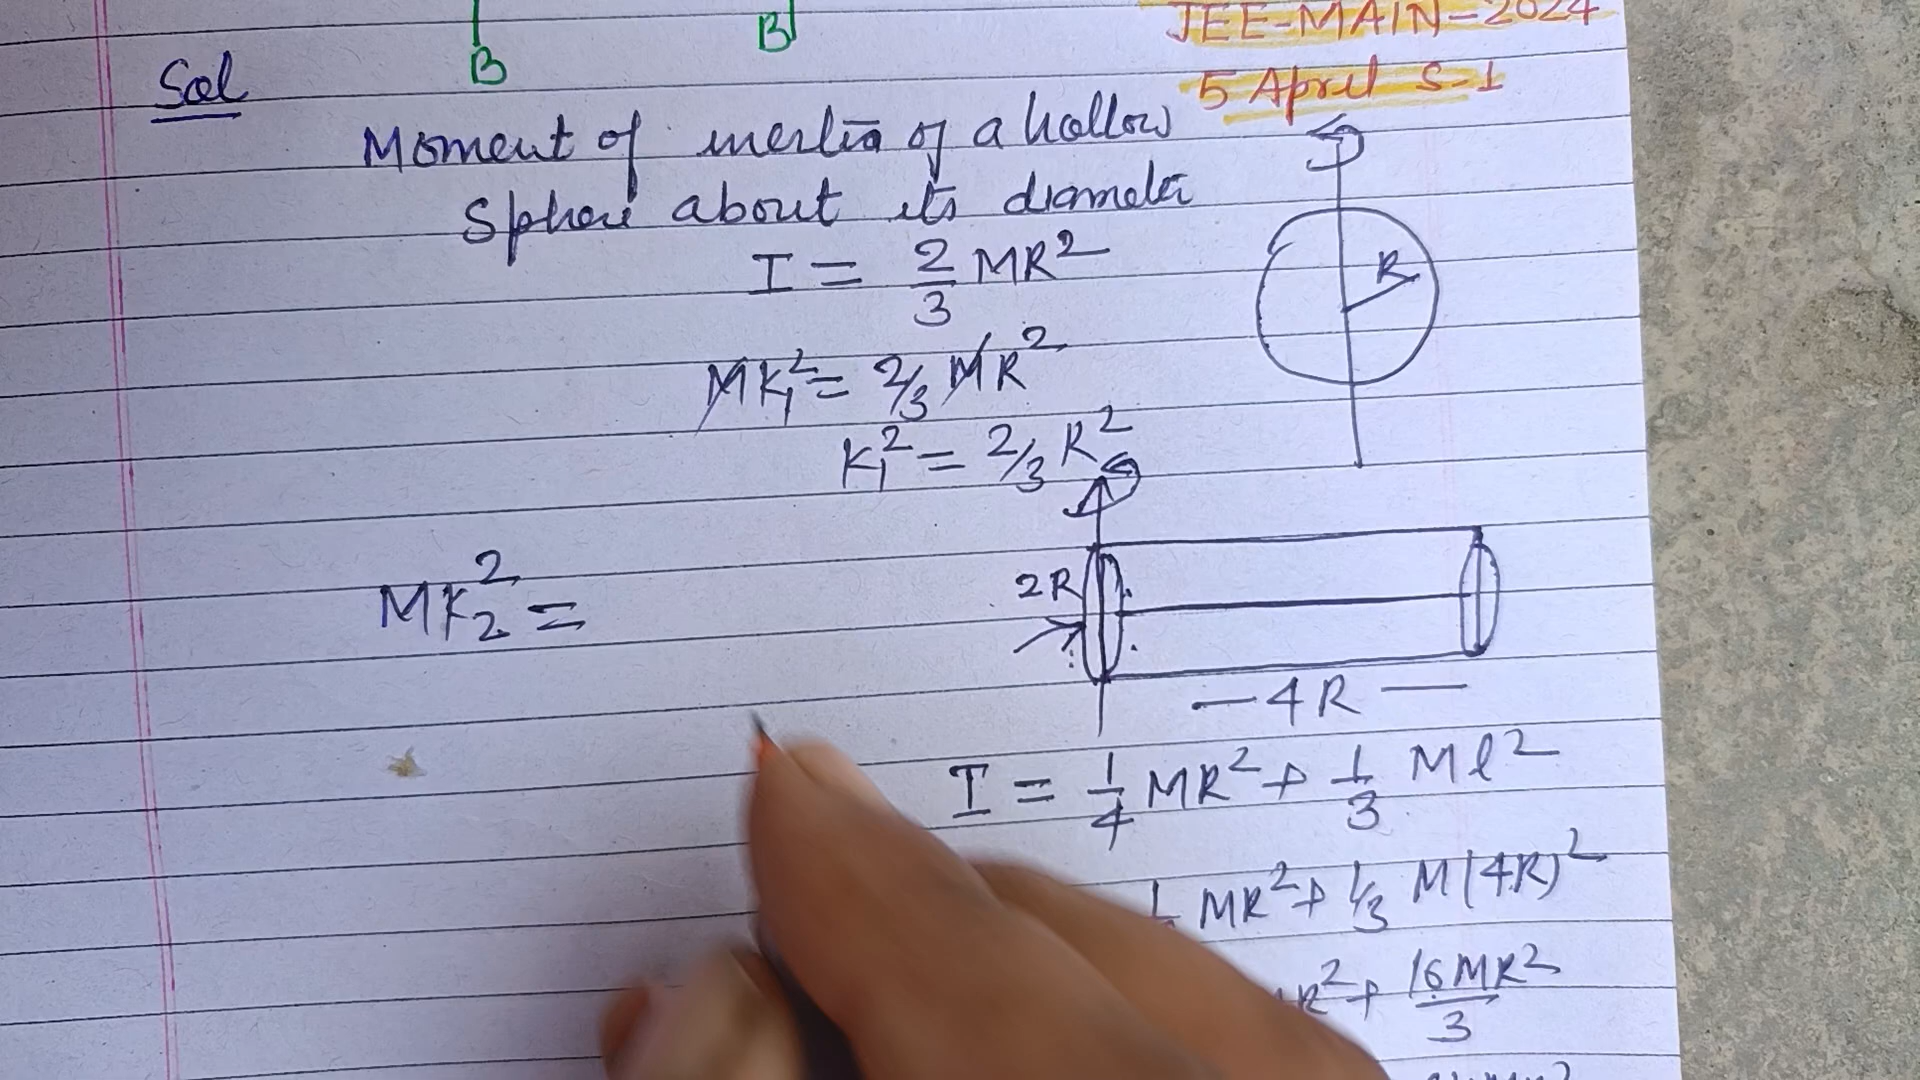 B B
JEE-MAIN-2024
5 April S-1
Sol
Moment of inertia of a hollow
Sphere about its diameter
I = 2/3 MR²
R
MK₁² = 2/3 MR²
K₁² = 2/3 R²
MK₂² =
2R
4R
I = 1/4 MR² + 1/3 Ml²
MR² + 1/3 M(4R)²
R² + 16MR²/3